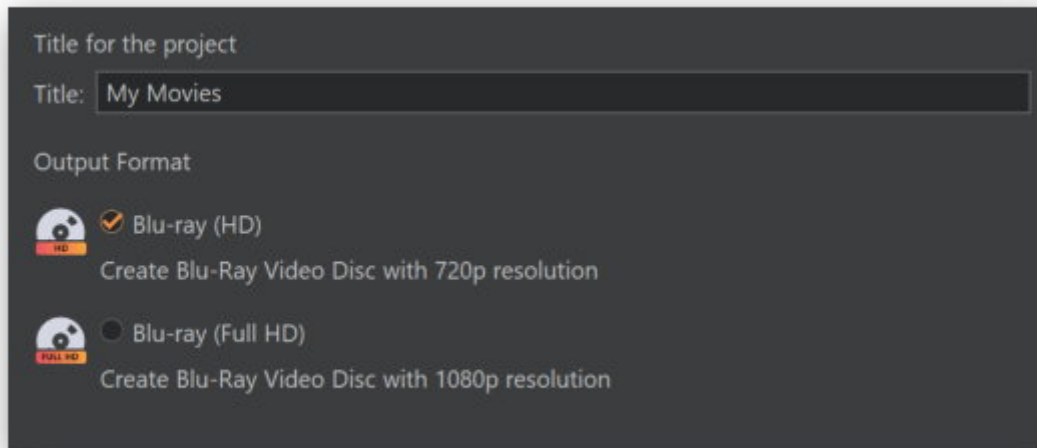 Title for the project
Title: My Movies
Output Format
HD
Blu-ray (HD)
Create Blu-Ray Video Disc with 720p resolution
FULL HD
Blu-ray (Full HD)
Create Blu-Ray Video Disc with 1080p resolution